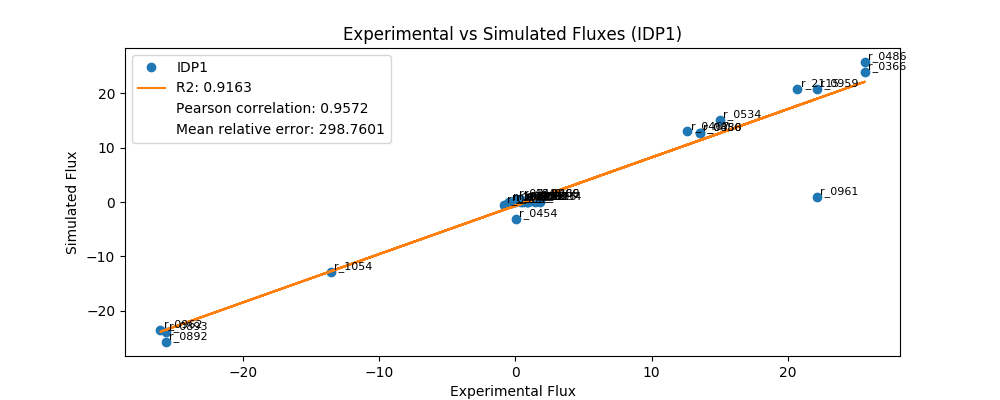 Experimental vs Simulated Fluxes (IDP1)
IDP1
R2: 0.9163
Pearson correlation: 0.9572
Mean relative error: 298.7601
r_0486
r_0366
r_0959
r_0534
r_0961
r_0454
r_1054
r_0962
r_0893
r_0892
20
10
0
−10
−20
Simulated Flux
−20
−10
0
10
20
Experimental Flux